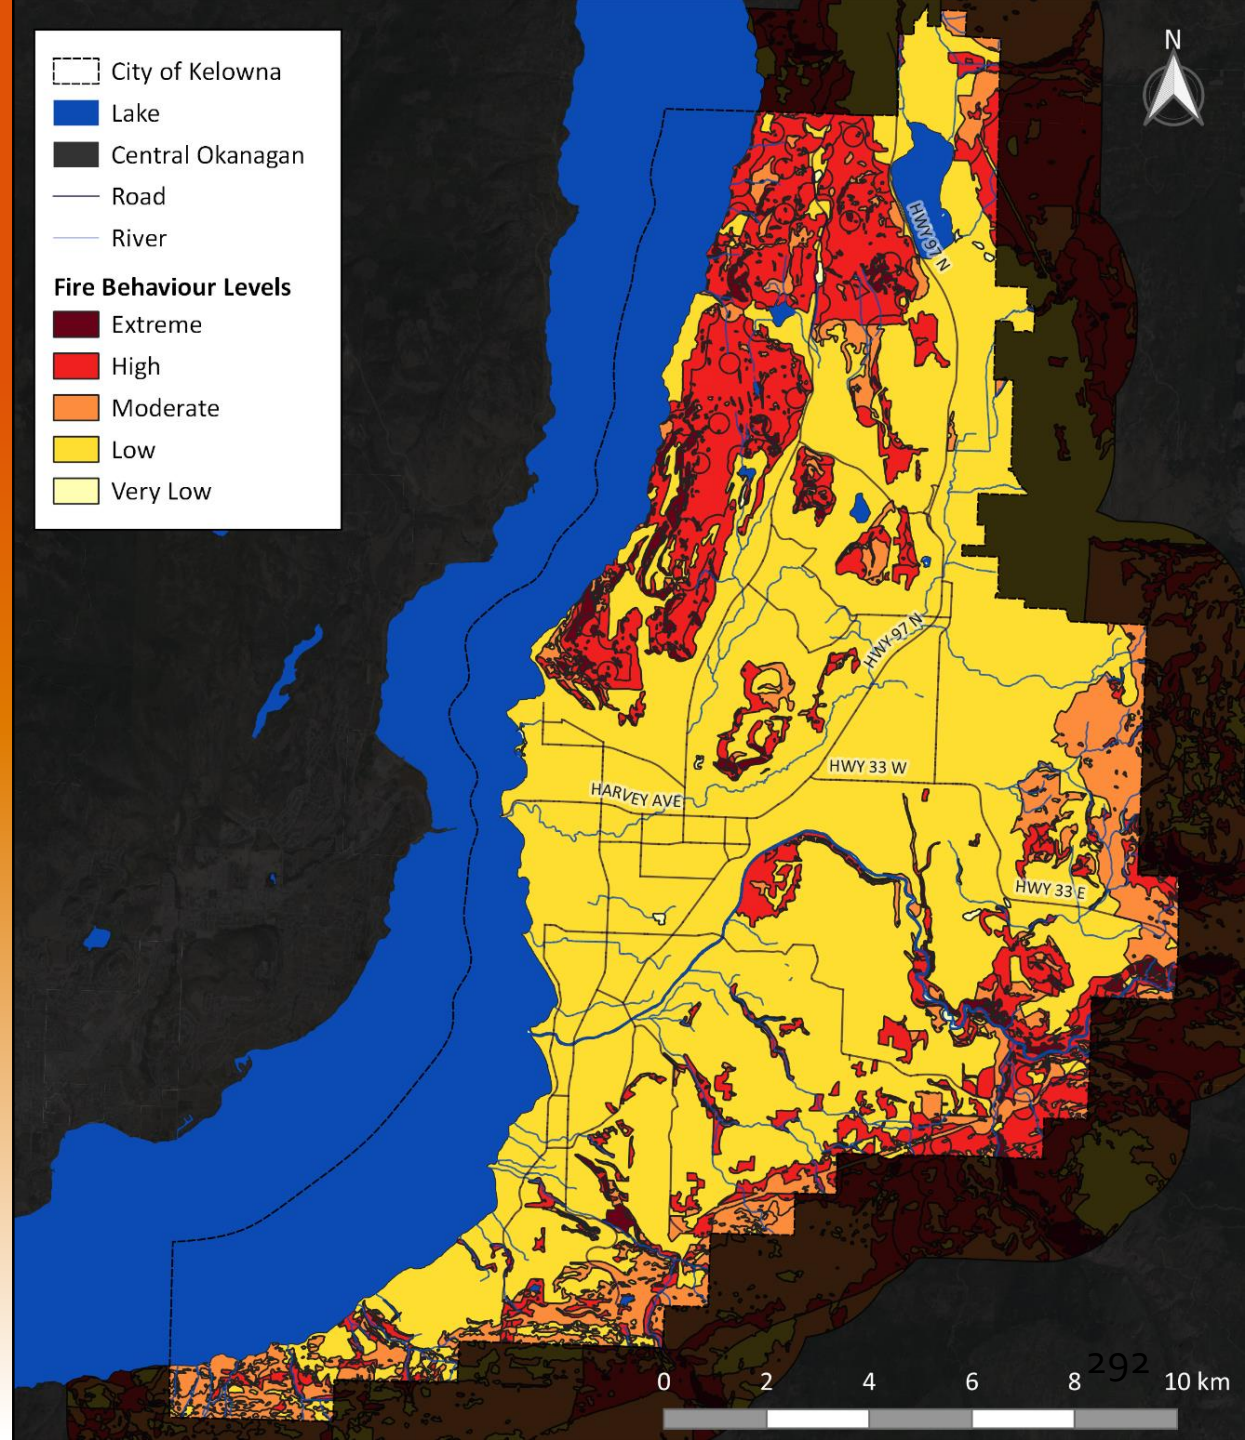 City of Kelowna
Lake
Central Okanagan
Road
River
Fire Behaviour Levels
Extreme
High
Moderate
Low
Very Low
N
HWY 97 N
HWY 97 N
HWY 33 W
HARVEY AVE
HWY 33 E
292
0 2 4 6 8 10 km